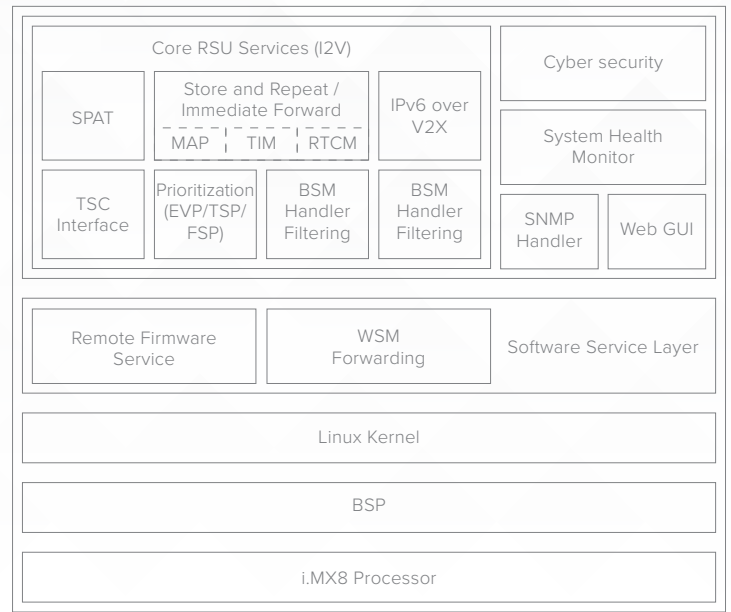 Core RSU Services (I2V)
SPAT
Store and Repeat /
Immediate Forward
MAP
TIM
RTCM
IPv6 over
V2X
TSC
Interface
Prioritization
(EVP/TSP/
FSP)
BSM
Handler
Filtering
BSM
Handler
Filtering
Cyber security
System Health
Monitor
SNMP
Handler
Web GUI
Remote Firmware
Service
WSM
Forwarding
Software Service Layer
Linux Kernel
BSP
i.MX8 Processor